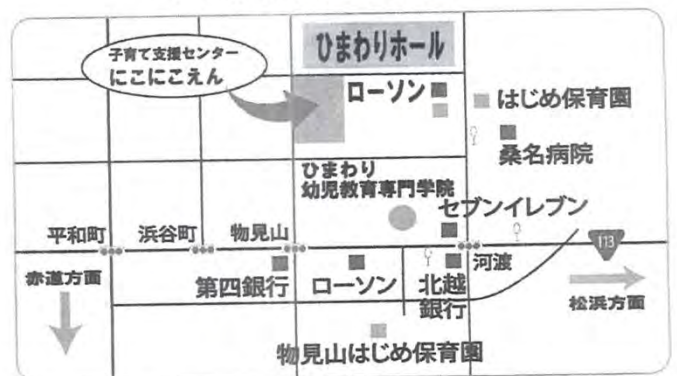 子育て支援センター
にこにこえん
ひまわりホール
ローソン
はじめ保育園
桑名病院
ひまわり
幼児教育専門学院
セブンイレブン
平和町
浜谷町
物見山
113
赤道方面
第四銀行
ローソン
北越
銀行
河渡
松浜方面
物見山はじめ保育園